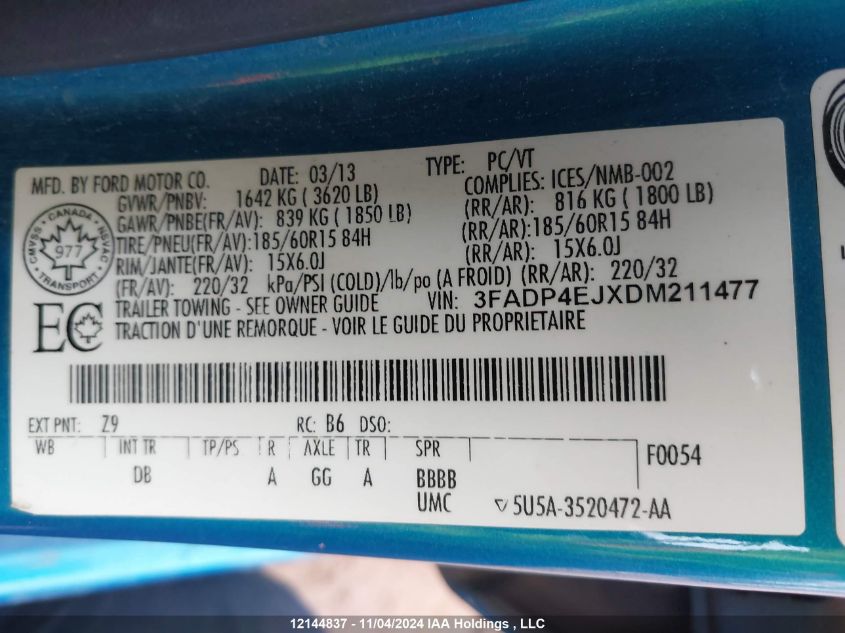 MFD. BY FORD MOTOR CO. DATE: 03/13 TYPE: PC/VT
GVWR/PNBV: 1642 KG ( 3620 LB) COMPLIES: ICES/NMB-002
GAWR/PNBE(FR/AV): 839 KG ( 1850 LB) (RR/AR): 816 KG ( 1800 LB)
TIRE/PNEU(FR/AV):185/60R15 84H (RR/AR):185/60R15 84H
RIM/JANTE(FR/AV): 15X6.0J (RR/AR): 15X6.0J
(FR/AV): 220/32 kPa/PSI (COLD)/lb/po (A FROID) (RR/AR): 220/32
TRAILER TOWING - SEE OWNER GUIDE VIN: 3FADP4EJXDM211477
TRACTION D'UNE REMORQUE - VOIR LE GUIDE DU PROPRIETAIRE
CANADA
CMVSS NSVAC
977
TRANSPORT
EC
EXT PNT: Z9 RC: B6 DSO:
WB INT TR TP/PS R AXLE TR SPR F0054
DB A GG A BBBB
UMC 5U5A-3520472-AA
12144837 - 11/04/2024 IAA Holdings , LLC